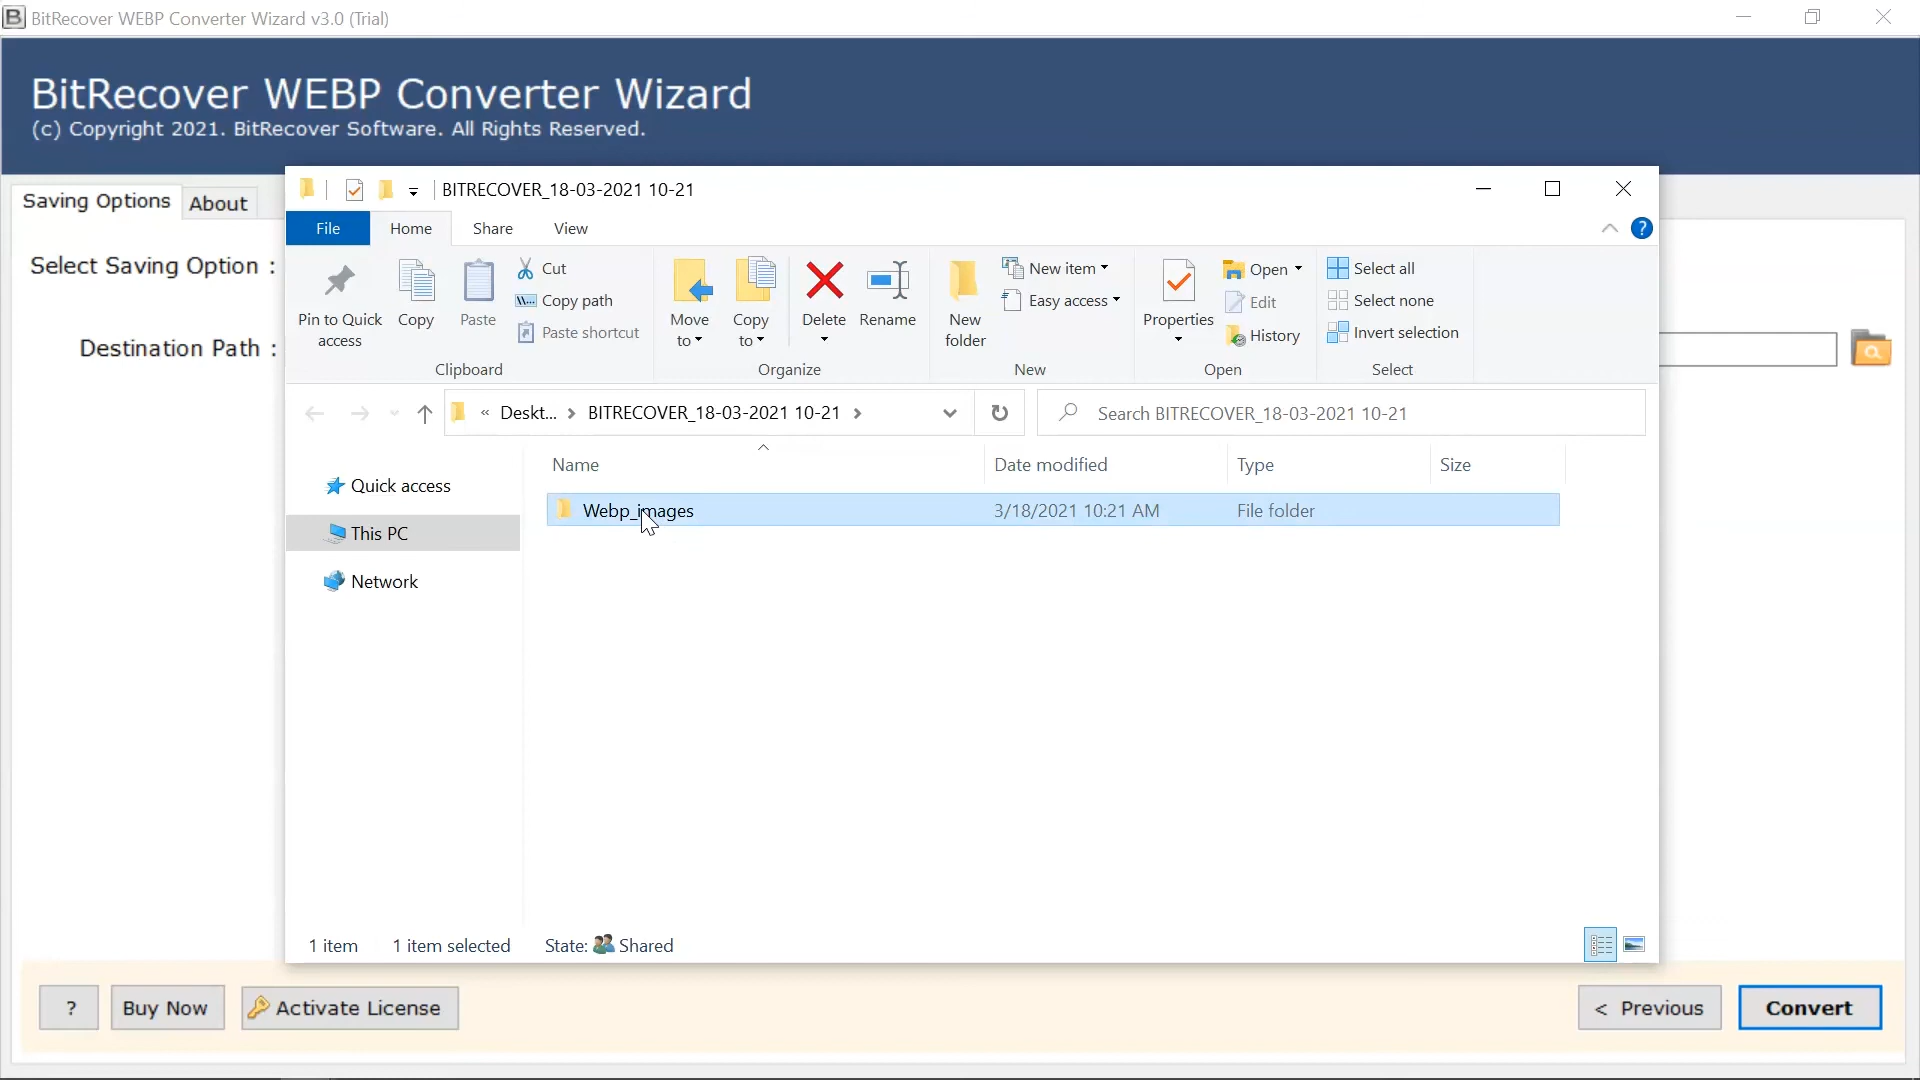 BitRecover WEBP Converter Wizard v3.0 (Trial)
BitRecover WEBP Converter Wizard
(c) Copyright 2021. BitRecover Software. All Rights Reserved.
Saving Options
About
Select Saving Option :
Destination Path :
BITRECOVER_18-03-2021 10-21
File
Home
Share
View
Pin to Quick
access
Copy
Paste
Cut
Copy path
Paste shortcut
Clipboard
Move
to
Copy
to
Delete
Rename
Organize
New
folder
New item
Easy access
New
Properties
Open
Edit
History
Open
Select all
Select none
Invert selection
Select
« Deskt... > BITRECOVER_18-03-2021 10-21 >
Search BITRECOVER_18-03-2021 10-21
Name
Date modified
Type
Size
Quick access
This PC
Network
Webp_images
3/18/2021 10:21 AM
File folder
1 item
1 item selected
State: Shared
?
Buy Now
Activate License
< Previous
Convert